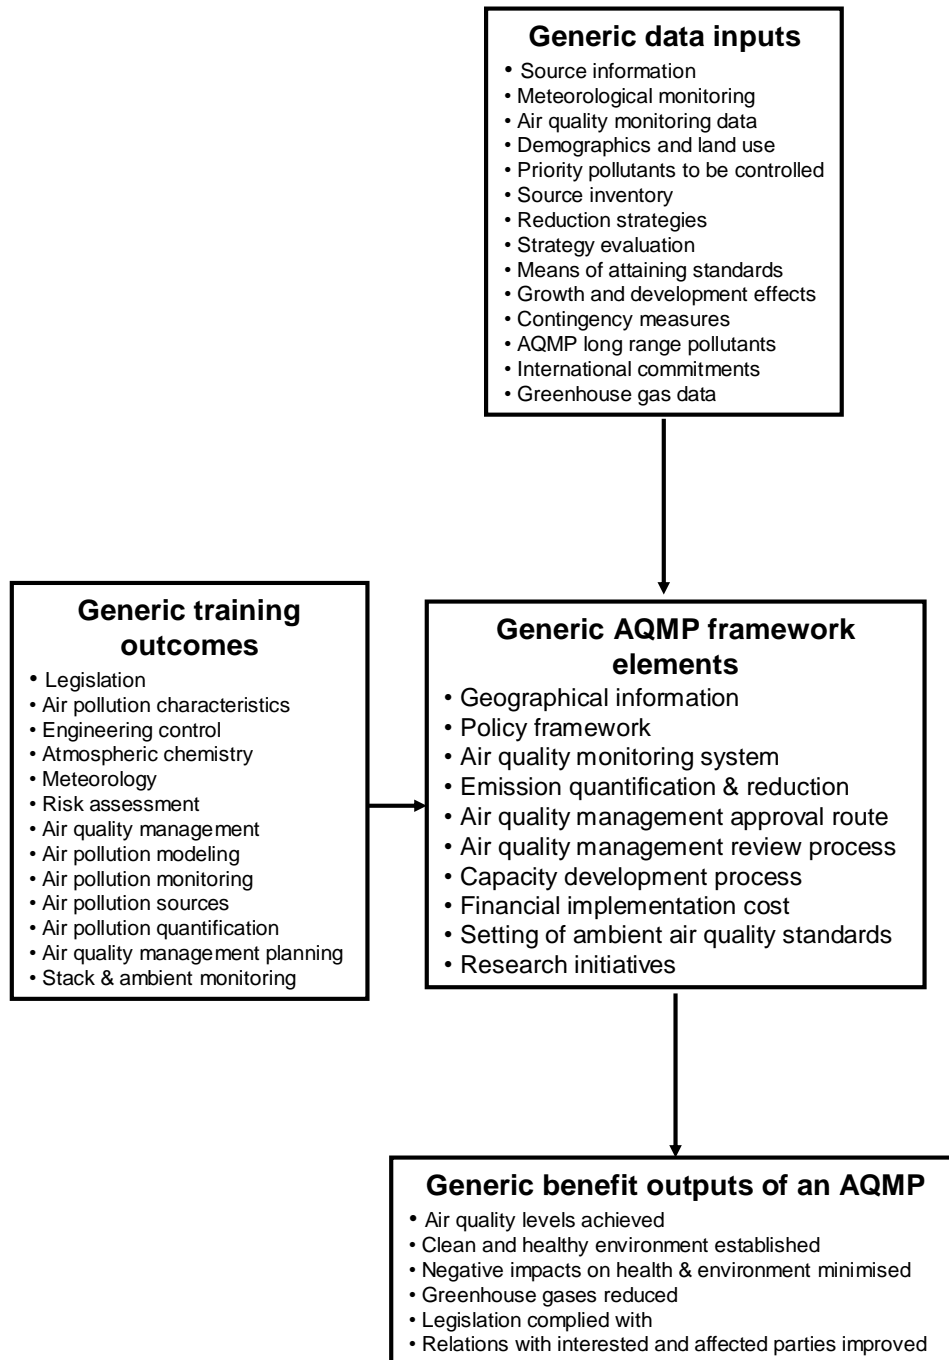 Generic data inputs
• Source information
• Meteorological monitoring
• Air quality monitoring data
• Demographics and land use
• Priority pollutants to be controlled
• Source inventory
• Reduction strategies
• Strategy evaluation
• Means of attaining standards
• Growth and development effects
• Contingency measures
• AQMP long range pollutants
• International commitments
• Greenhouse gas data
Generic training
outcomes
• Legislation
• Air pollution characteristics
• Engineering control
• Atmospheric chemistry
• Meteorology
• Risk assessment
• Air quality management
• Air pollution modeling
• Air pollution monitoring
• Air pollution sources
• Air pollution quantification
• Air quality management planning
• Stack & ambient monitoring
Generic AQMP framework
elements
• Geographical information
• Policy framework
• Air quality monitoring system
• Emission quantification & reduction
• Air quality management approval route
• Air quality management review process
• Capacity development process
• Financial implementation cost
• Setting of ambient air quality standards
• Research initiatives
Generic benefit outputs of an AQMP
• Air quality levels achieved
• Clean and healthy environment established
• Negative impacts on health & environment minimised
• Greenhouse gases reduced
• Legislation complied with
• Relations with interested and affected parties improved